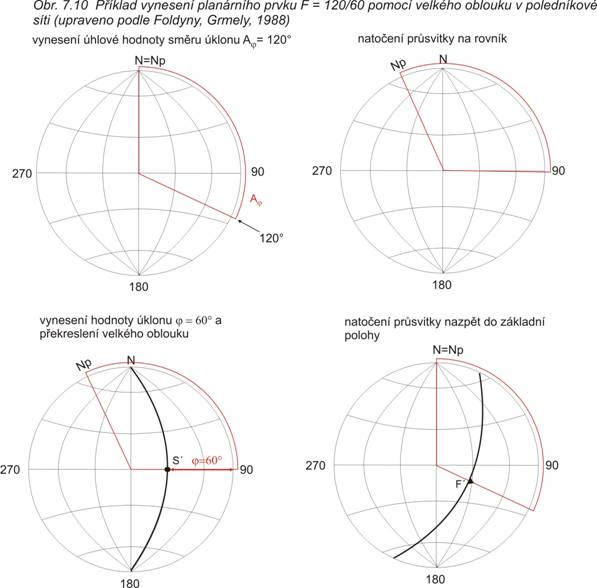 Obr. 7.10 Příklad vynesení planárního prvku F = 120/60 pomocí velkého oblouku v poledníkové
síti (upraveno podle Foldyny, Grmely, 1988)
vynesení úhlové hodnoty směru úklonu Aφ= 120°
N=Np
270
90
Aφ
120°
180
natočení průsvitky na rovník
Np
N
270
90
180
vynesení hodnoty úklonu φ = 60° a
překreslení velkého oblouku
Np
N
270
S´
φ=60°
90
180
natočení průsvitky nazpět do základní
polohy
N=Np
270
90
F´
180